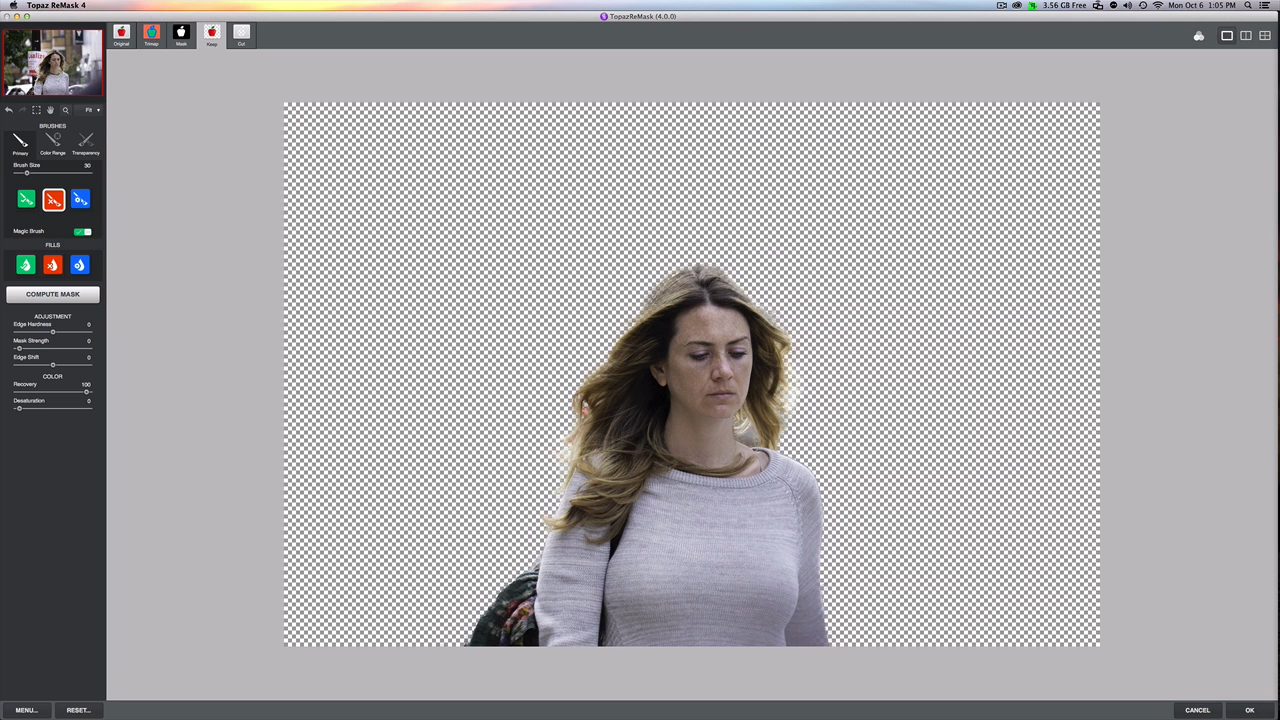 Topaz ReMask 4
3.56 GB Free
Mon Oct 6 1:05 PM
TopazReMask (4.0.0)
Original
Trimap
Mask
Keep
Cut
Fit
BRUSHES
Primary
Color Range
Transparency
Brush Size 30
Magic Brush
FILLS
COMPUTE MASK
ADJUSTMENT
Edge Hardness 0
Mask Strength 0
Edge Shift 0
COLOR
Recovery 100
Desaturation 0
MENU...
RESET...
CANCEL
OK